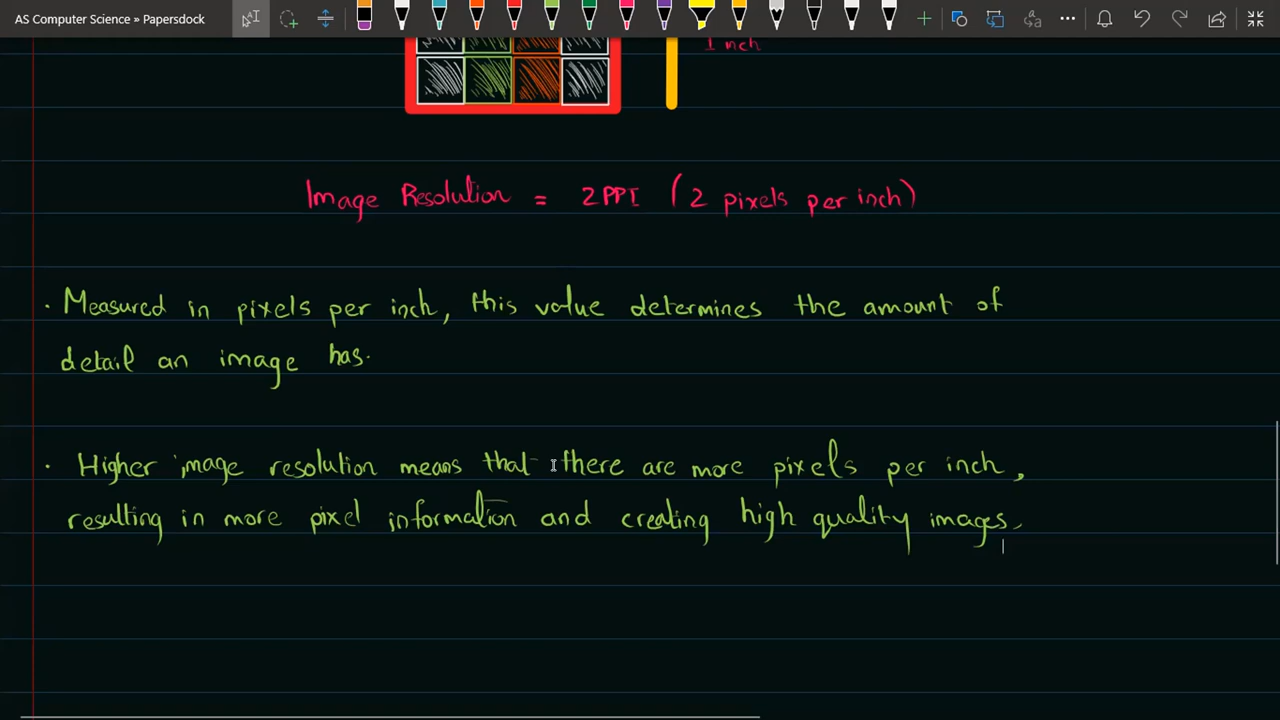 AS Computer Science » Papersdock
1 inch
Image Resolution = 2PPI (2 pixels per inch)
· Measured in pixels per inch, this value determines the amount of
detail an image has.
· Higher image resolution means that there are more pixels per inch,
resulting in more pixel information and creating high quality images.